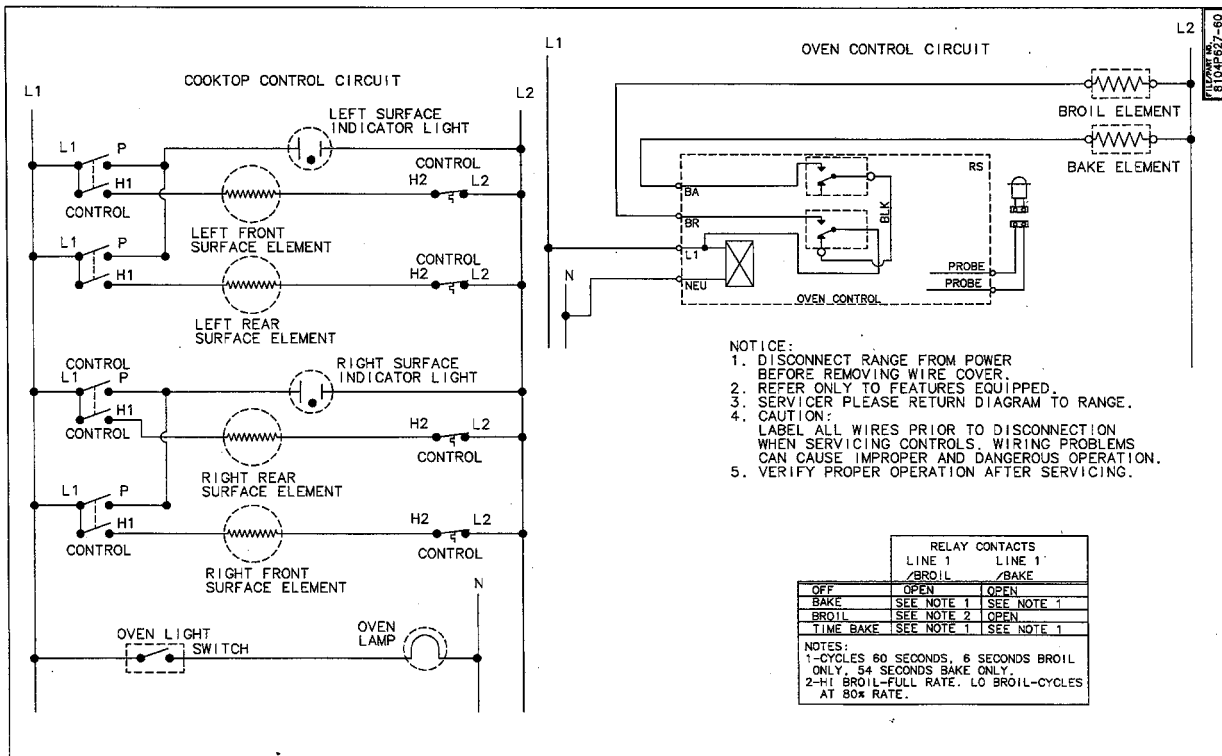 FILE/PART NO.
8104P627-60
COOKTOP CONTROL CIRCUIT
L1
L2
LEFT SURFACE
INDICATOR LIGHT
L1
P
H1
CONTROL
CONTROL
H2
L2
LEFT FRONT
SURFACE ELEMENT
L1
P
H1
CONTROL
H2
L2
LEFT REAR
SURFACE ELEMENT
CONTROL
L1
P
H1
CONTROL
RIGHT SURFACE
INDICATOR LIGHT
H2
L2
CONTROL
RIGHT REAR
SURFACE ELEMENT
L1
P
H1
CONTROL
H2
L2
CONTROL
RIGHT FRONT
SURFACE ELEMENT
N
OVEN LIGHT
SWITCH
OVEN
LAMP
L1
OVEN CONTROL CIRCUIT
L2
BROIL ELEMENT
BAKE ELEMENT
RS
BA
BR
BLK
L1
N
NEU
PROBE
PROBE
OVEN CONTROL
NOTICE:
1. DISCONNECT RANGE FROM POWER
BEFORE REMOVING WIRE COVER.
2. REFER ONLY TO FEATURES EQUIPPED.
3. SERVICER PLEASE RETURN DIAGRAM TO RANGE.
4. CAUTION:
LABEL ALL WIRES PRIOR TO DISCONNECTION
WHEN SERVICING CONTROLS. WIRING PROBLEMS
CAN CAUSE IMPROPER AND DANGEROUS OPERATION.
5. VERIFY PROPER OPERATION AFTER SERVICING.
RELAY CONTACTS
LINE 1 LINE 1
/BROIL /BAKE
OFF OPEN OPEN
BAKE SEE NOTE 1 SEE NOTE 1
BROIL SEE NOTE 2 OPEN
TIME BAKE SEE NOTE 1 SEE NOTE 1
NOTES:
1-CYCLES 60 SECONDS, 6 SECONDS BROIL
ONLY, 54 SECONDS BAKE ONLY.
2-HI BROIL-FULL RATE. LO BROIL-CYCLES
AT 80% RATE.